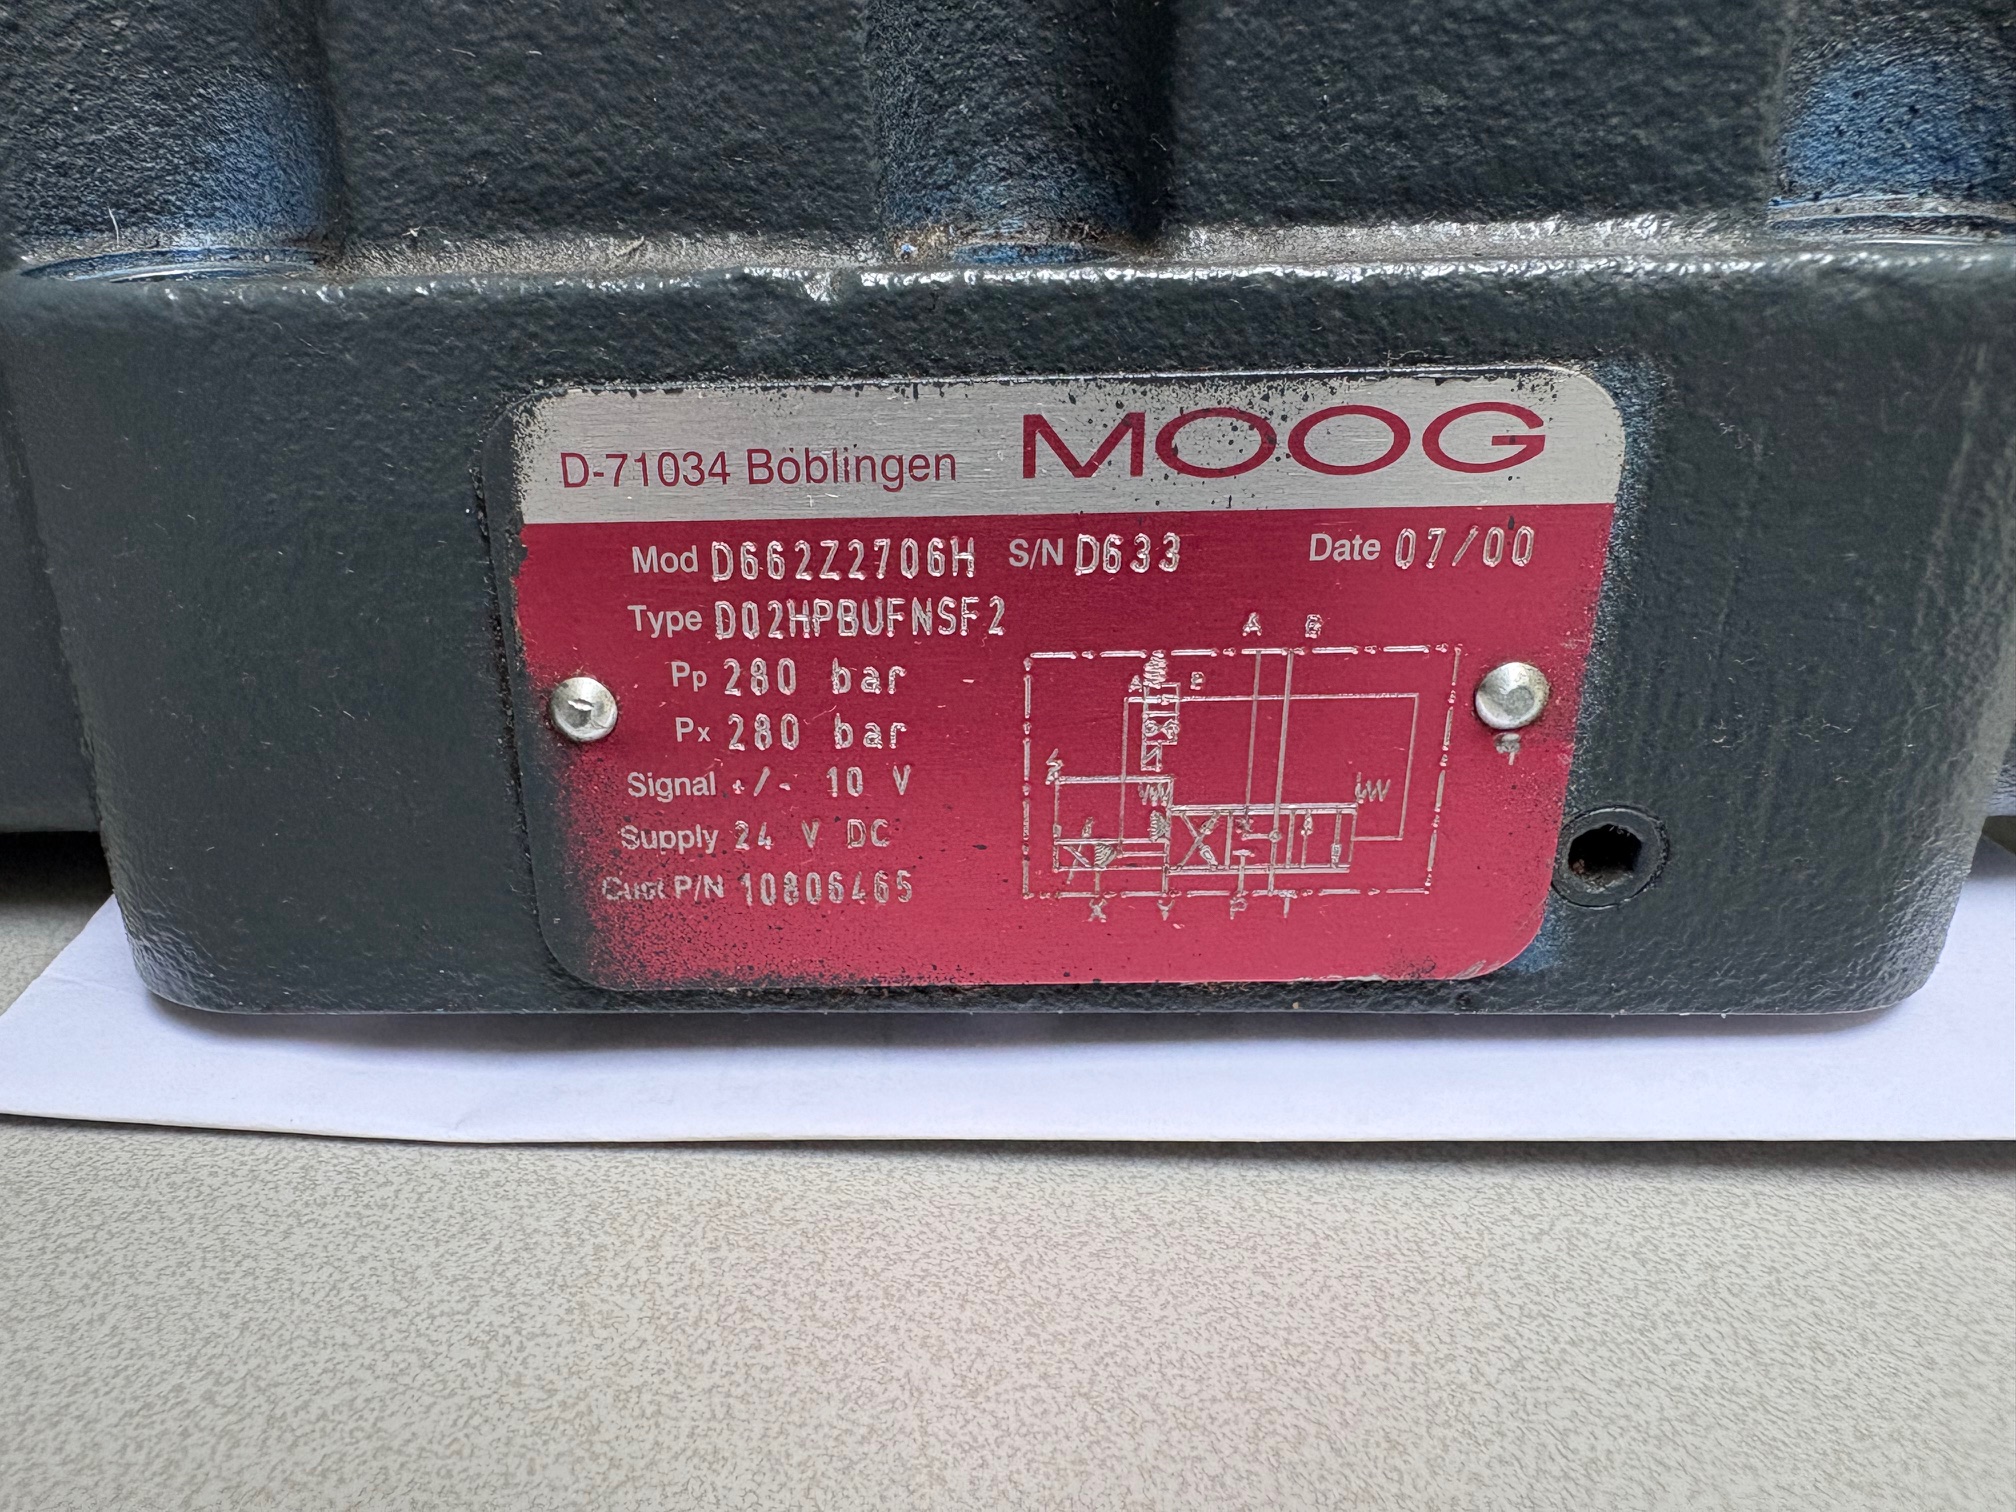 D-71034 Böblingen MOOG
Mod D662Z2706H S/N D633 Date 07/00
Type D02HPBUFNSF2
Pp 280 bar
Px 280 bar
Signal +/- 10 V
Supply 24 V DC
Cust P/N 10806465
A B
A B
X Y P T